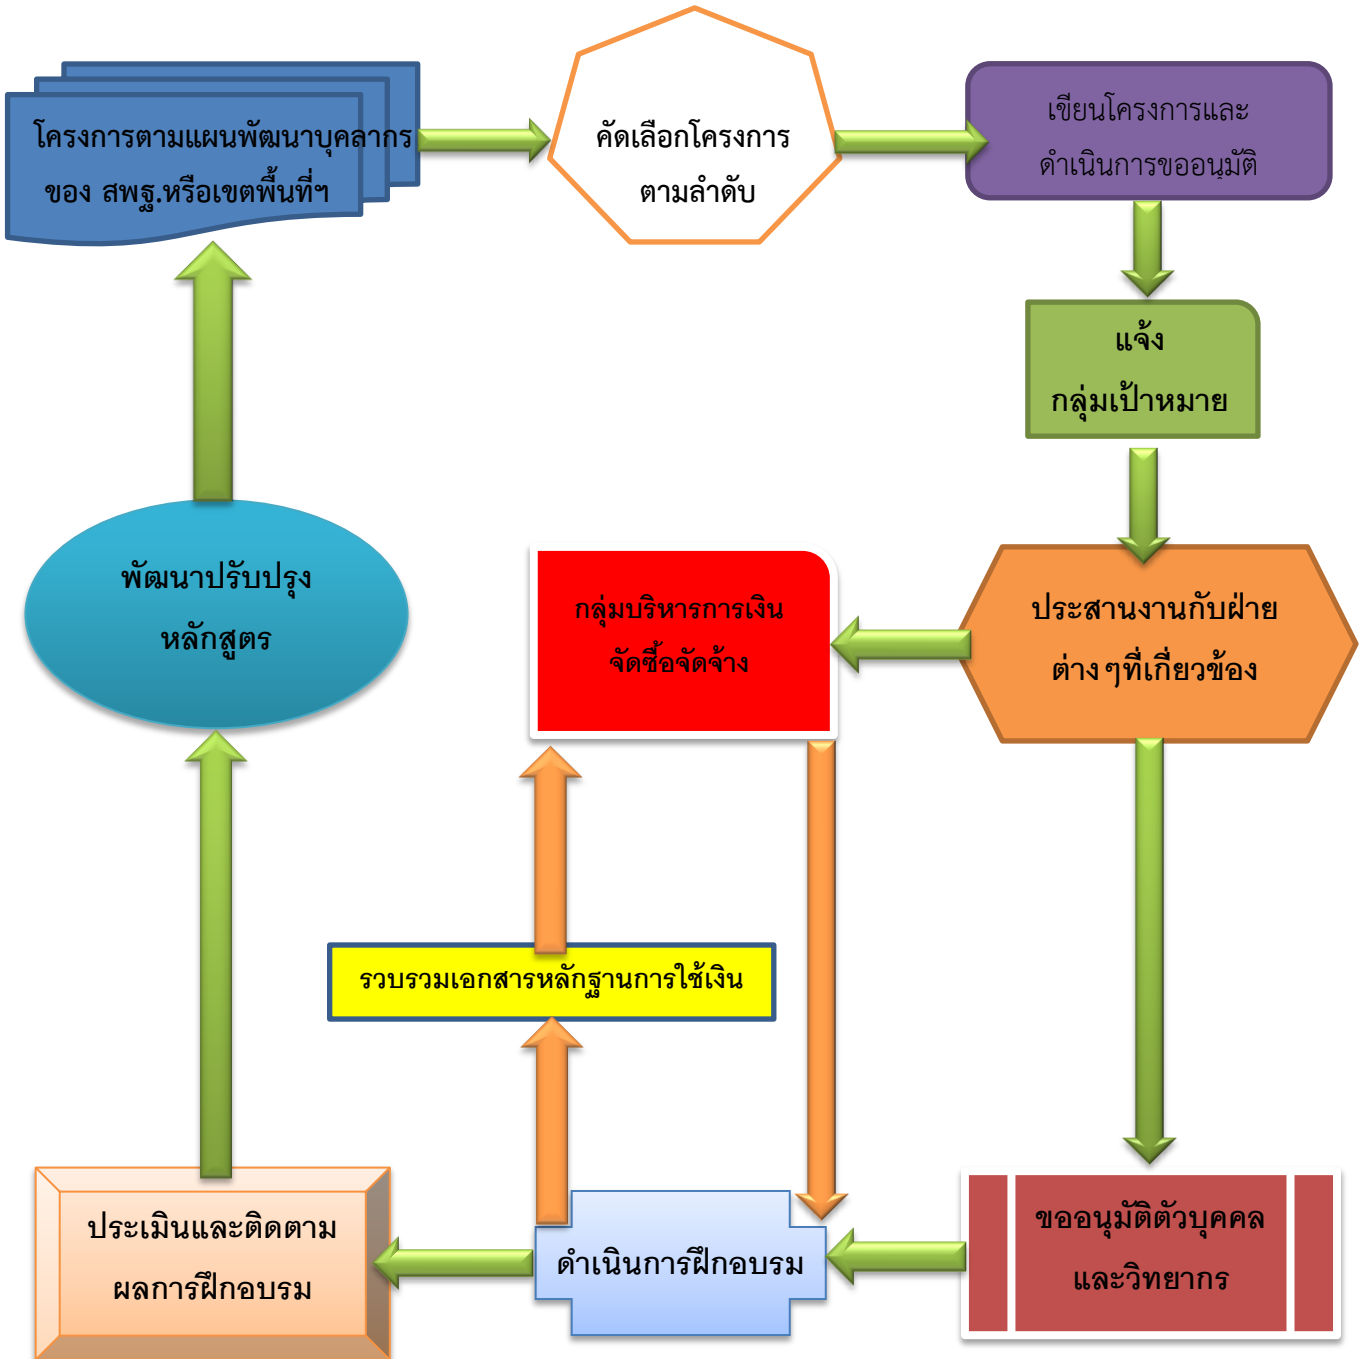 โครงการตามแผนพัฒนาบุคลากร
ของ สพฐ.หรือเขตพื้นที่ฯ
คัดเลือกโครงการ
ตามลำดับ
เขียนโครงการและ
ดำเนินการขออนุมัติ
แจ้ง
กลุ่มเป้าหมาย
ประสานงานกับฝ่าย
ต่างๆที่เกี่ยวข้อง
กลุ่มบริหารการเงิน
จัดซื้อจัดจ้าง
พัฒนาปรับปรุง
หลักสูตร
รวบรวมเอกสารหลักฐานการใช้เงิน
ขออนุมัติตัวบุคคล
และวิทยากร
ดำเนินการฝึกอบรม
ประเมินและติดตาม
ผลการฝึกอบรม